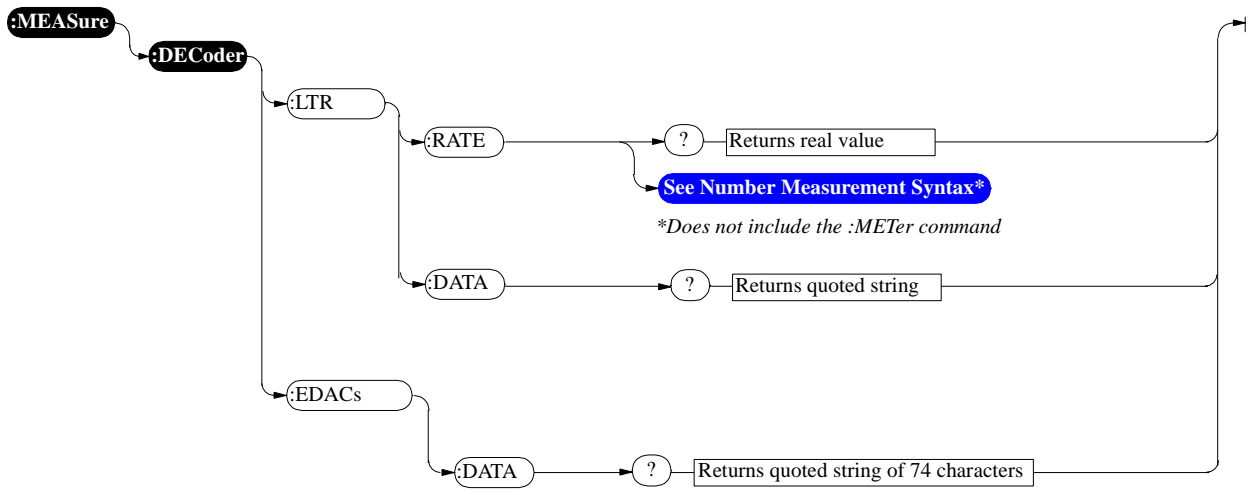 :MEASure
:DECoder
:LTR
:RATE
?
Returns real value
See Number Measurement Syntax*
*Does not include the :METer command
:DATA
?
Returns quoted string
:EDACs
:DATA
?
Returns quoted string of 74 characters